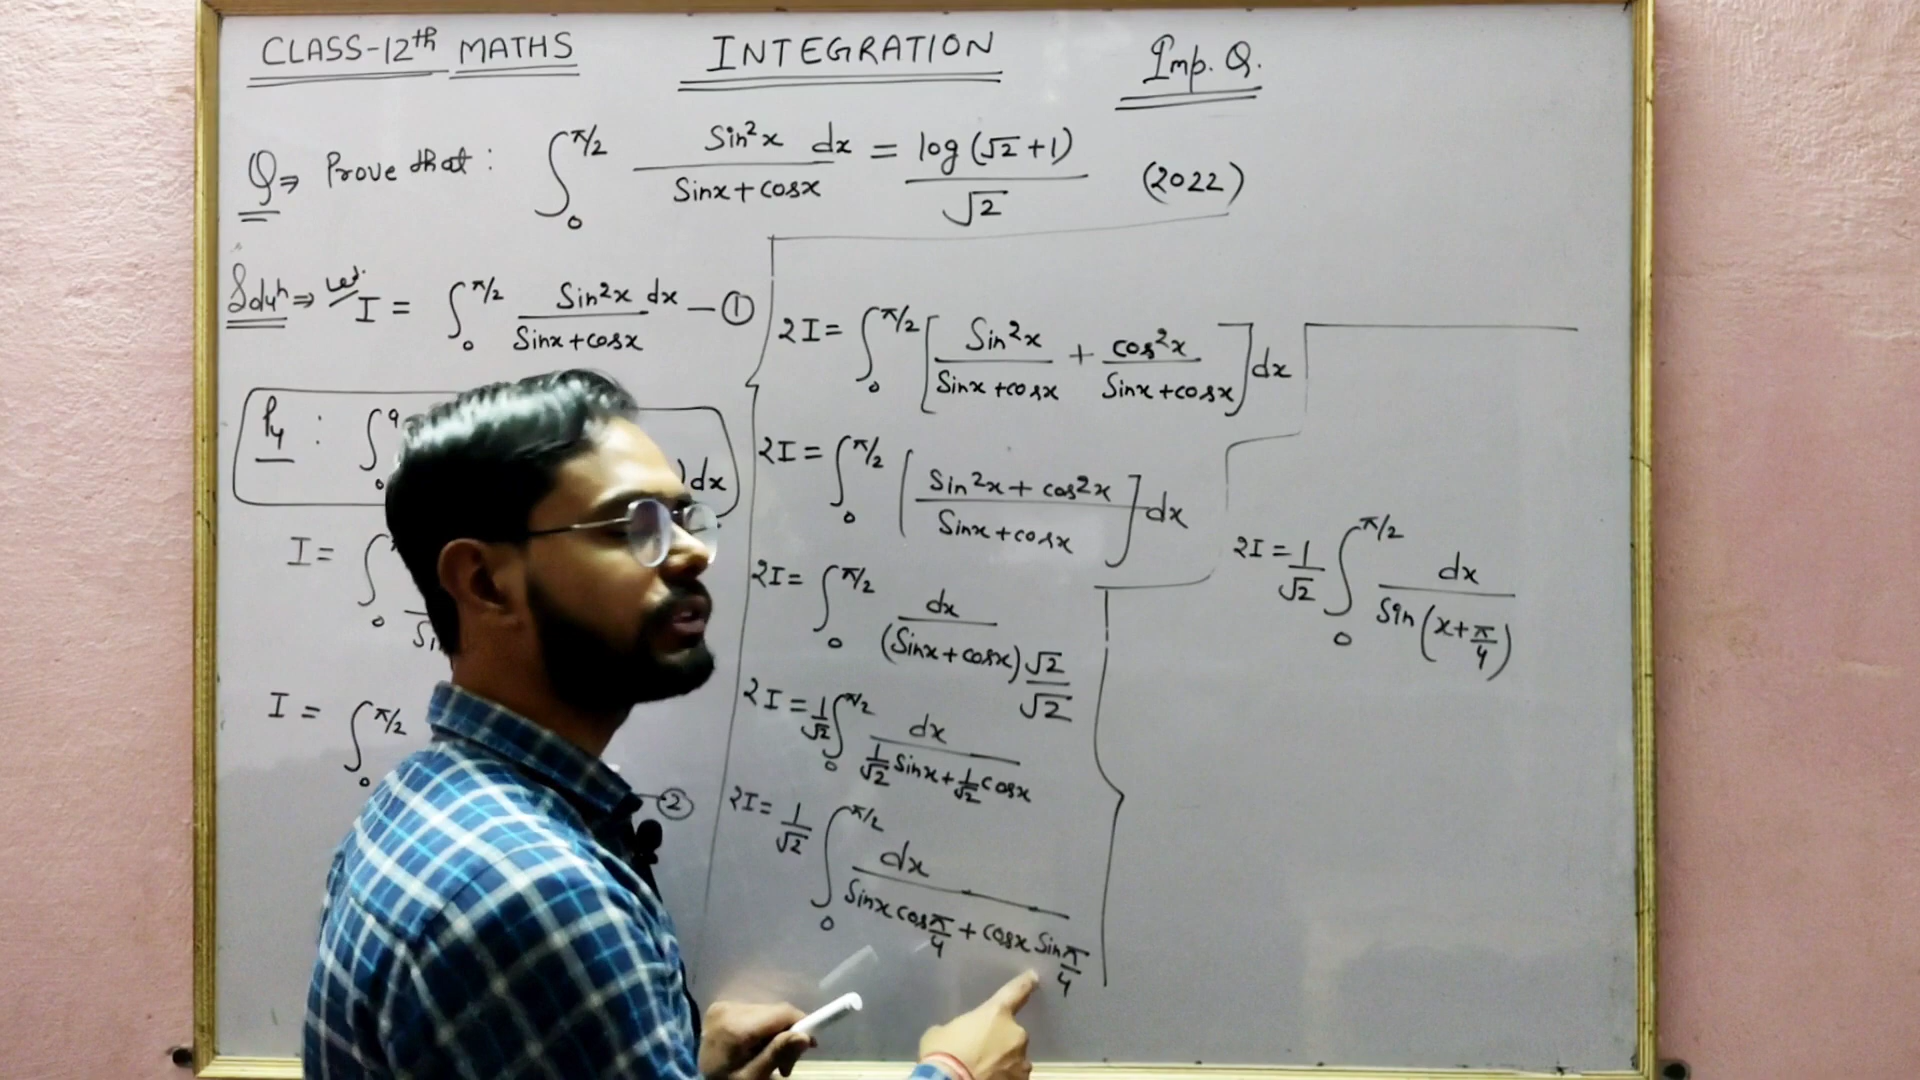 CLASS-12th MATHS INTEGRATION Imp. Q.
Q⇒ Prove that : ∫₀^π/2 Sin²x dx / Sinx+cosx = log(√2+1) / √2 (2022)
Solⁿ⇒ Let I = ∫₀^π/2 Sin²x dx / Sinx+cosx — ①
P4 : ∫₀^a )dx
I = ∫₀
I = ∫₀^π/2
— ②
2I = ∫₀^π/2 [ Sin²x / Sinx+cosx + cos²x / Sinx+cosx ] dx
2I = ∫₀^π/2 [ Sin²x + cos²x / Sinx+cosx ] dx
2I = ∫₀^π/2 dx / (Sinx+cosx) √2/√2
2I = 1/√2 ∫₀^π/2 dx / 1/√2 Sinx + 1/√2 cosx
2I = 1/√2 ∫₀^π/2 dx / Sinx cos π/4 + cosx Sin π/4
2I = 1/√2 ∫₀^π/2 dx / Sin(x+π/4)